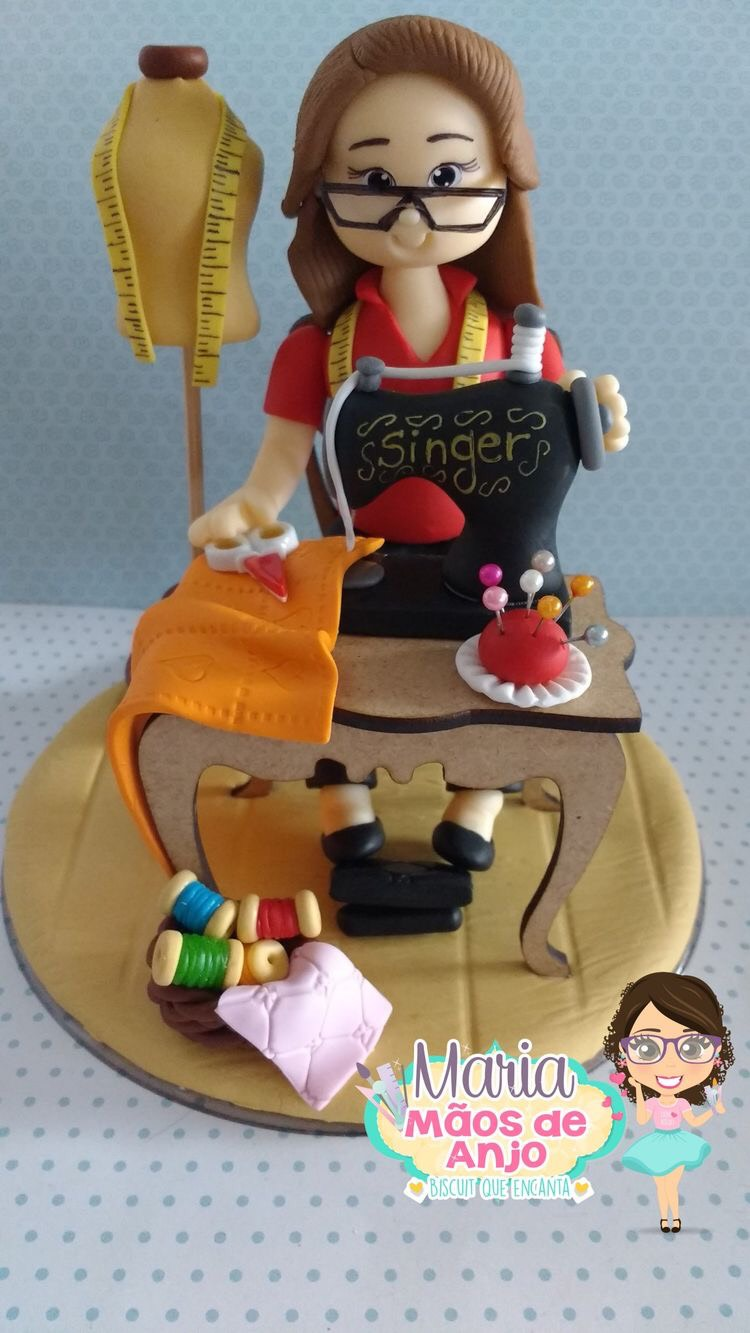 singer
Maria
Mãos de
Anjo
BISCUIT QUE ENCANTA